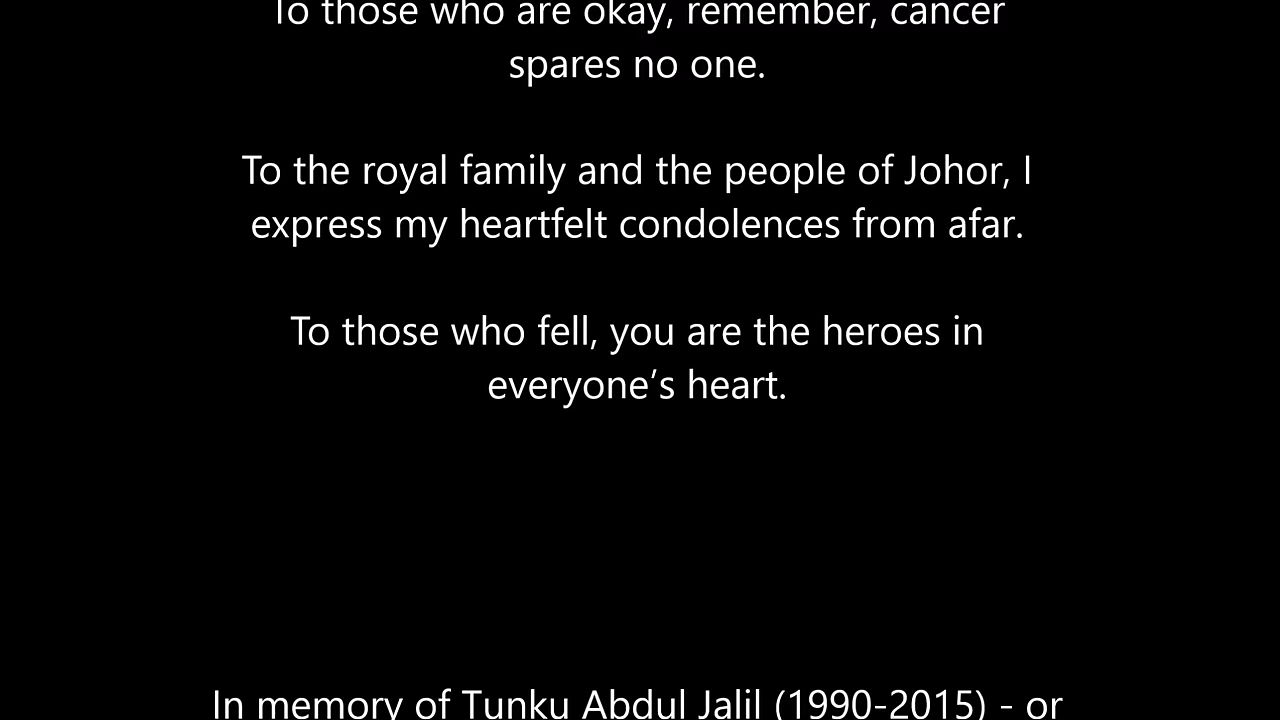 To those who are okay, remember, cancer
spares no one.
To the royal family and the people of Johor, I
express my heartfelt condolences from afar.
To those who fell, you are the heroes in
everyone’s heart.
In memory of Tunku Abdul Jalil (1990-2015) - or